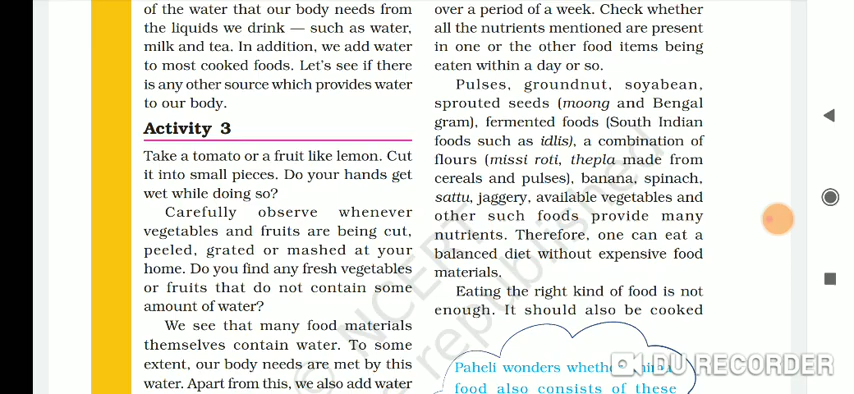 of the water that our body needs from
the liquids we drink — such as water,
milk and tea. In addition, we add water
to most cooked foods. Let's see if there
is any other source which provides water
to our body.
Activity 3
Take a tomato or a fruit like lemon. Cut
it into small pieces. Do your hands get
wet while doing so?
Carefully observe whenever
vegetables and fruits are being cut,
peeled, grated or mashed at your
home. Do you find any fresh vegetables
or fruits that do not contain some
amount of water?
We see that many food materials
themselves contain water. To some
extent, our body needs are met by this
water. Apart from this, we also add water
over a period of a week. Check whether
all the nutrients mentioned are present
in one or the other food items being
eaten within a day or so.
Pulses, groundnut, soyabean,
sprouted seeds (moong and Bengal
gram), fermented foods (South Indian
foods such as idlis), a combination of
flours (missi roti, thepla made from
cereals and pulses), banana, spinach,
sattu, jaggery, available vegetables and
other such foods provide many
nutrients. Therefore, one can eat a
balanced diet without expensive food
materials.
Eating the right kind of food is not
enough. It should also be cooked
Paheli wonders
food also consists of these
DU RECORDER
© NCERT
republished